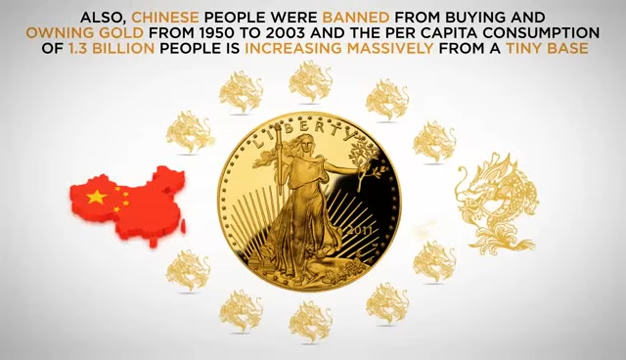 ALSO, CHINESE PEOPLE WERE BANNED FROM BUYING AND
OWNING GOLD FROM 1950 TO 2003 AND THE PER CAPITA CONSUMPTION
OF 1.3 BILLION PEOPLE IS INCREASING MASSIVELY FROM A TINY BASE
LIBERTY
2011